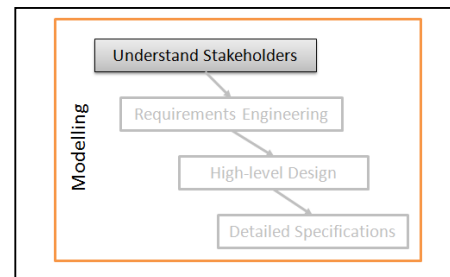 Understand Stakeholders
Requirements Engineering
High-level Design
Detailed Specifications
Modelling